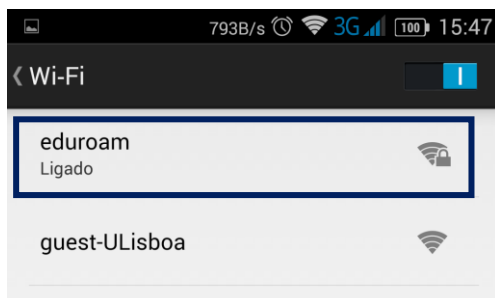 793B/s 3G 100 15:47
Wi-Fi
eduroam
Ligado
guest-ULisboa